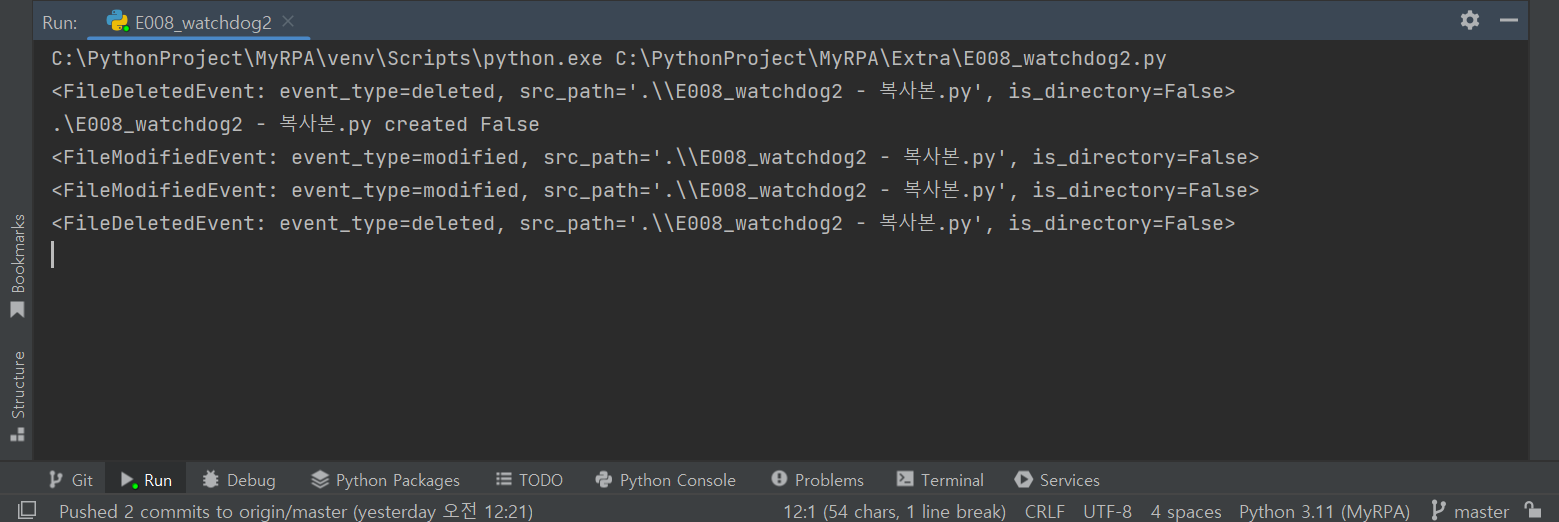 Run: E008_watchdog2
C:\PythonProject\MyRPA\venv\Scripts\python.exe C:\PythonProject\MyRPA\Extra\E008_watchdog2.py
<FileDeletedEvent: event_type=deleted, src_path='.\\E008_watchdog2 - 복사본.py', is_directory=False>
.\E008_watchdog2 - 복사본.py created False
<FileModifiedEvent: event_type=modified, src_path='.\\E008_watchdog2 - 복사본.py', is_directory=False>
<FileModifiedEvent: event_type=modified, src_path='.\\E008_watchdog2 - 복사본.py', is_directory=False>
<FileDeletedEvent: event_type=deleted, src_path='.\\E008_watchdog2 - 복사본.py', is_directory=False>
Bookmarks
Structure
Git Run Debug Python Packages TODO Python Console Problems Terminal Services
Pushed 2 commits to origin/master (yesterday 오전 12:21) 12:1 (54 chars, 1 line break) CRLF UTF-8 4 spaces Python 3.11 (MyRPA) master